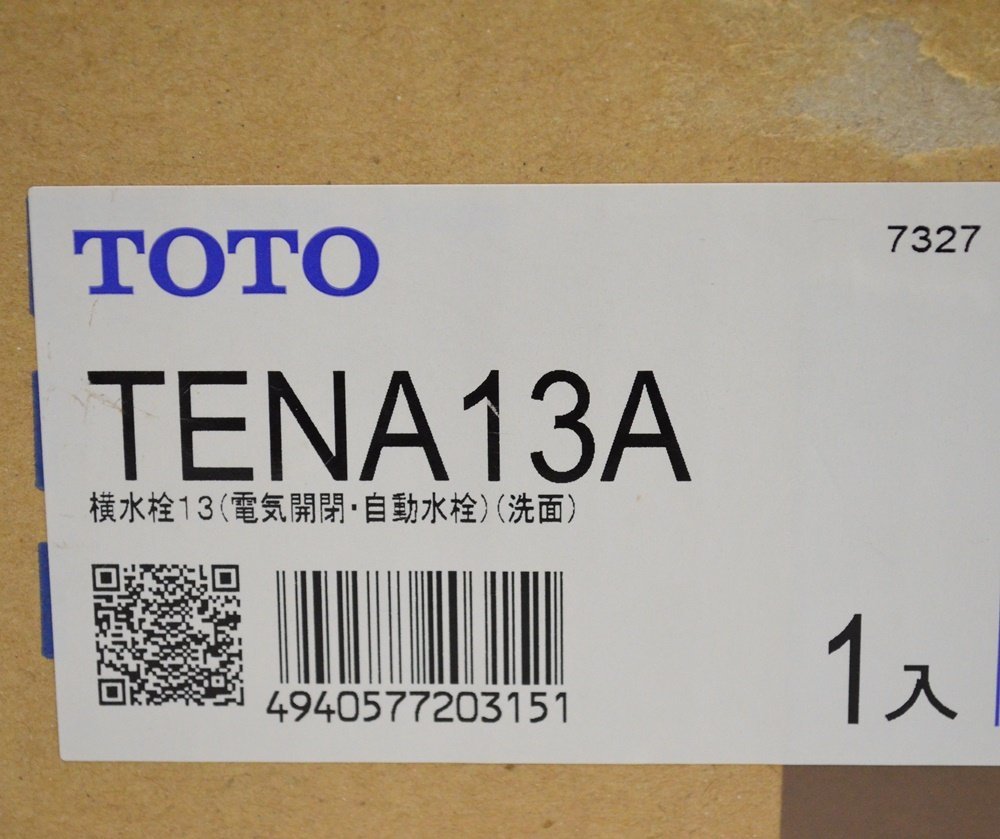 TOTO
7327
TENA13A
横水栓13(電気開閉・自動水栓)(洗面)
4940577203151
1入